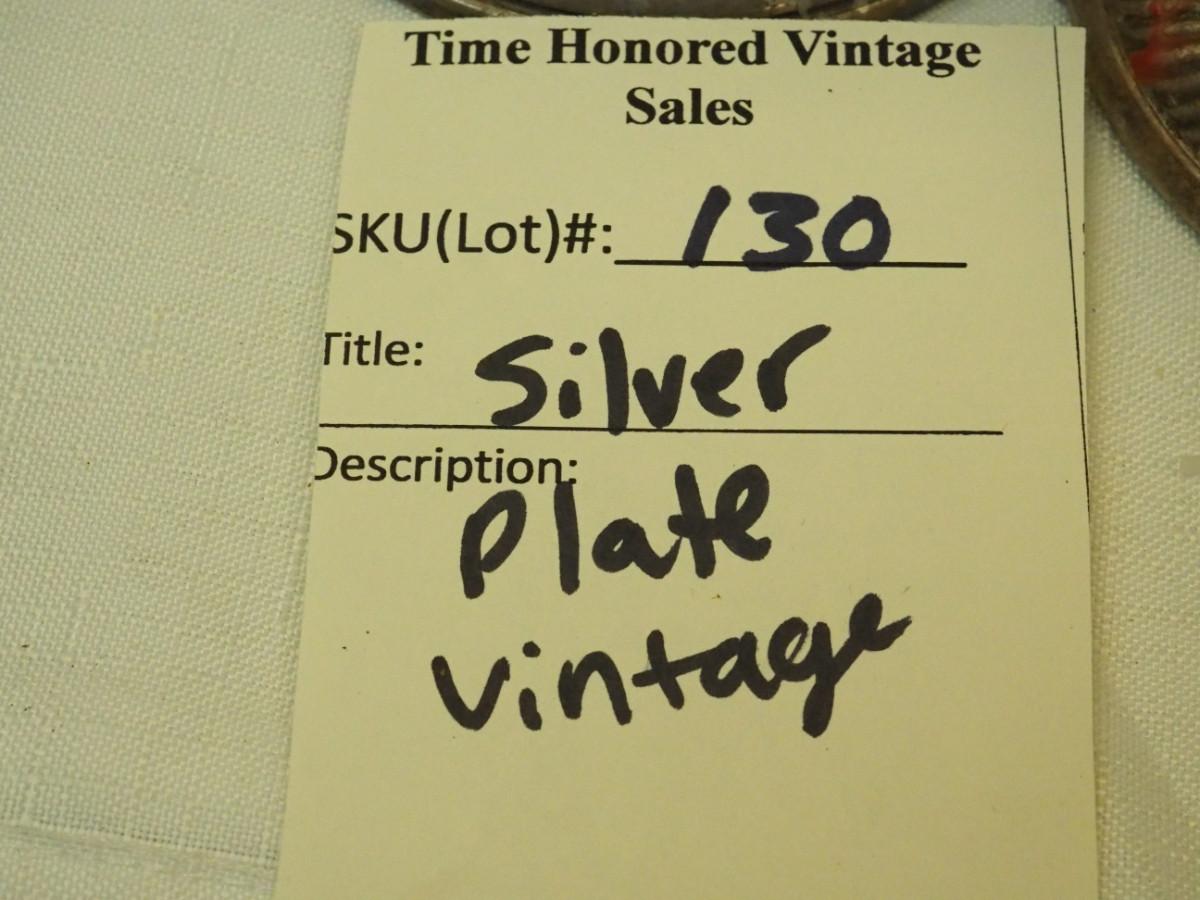 Time Honored Vintage
Sales
SKU(Lot)#: 130
Title: Silver
Description:
Plate
Vintage